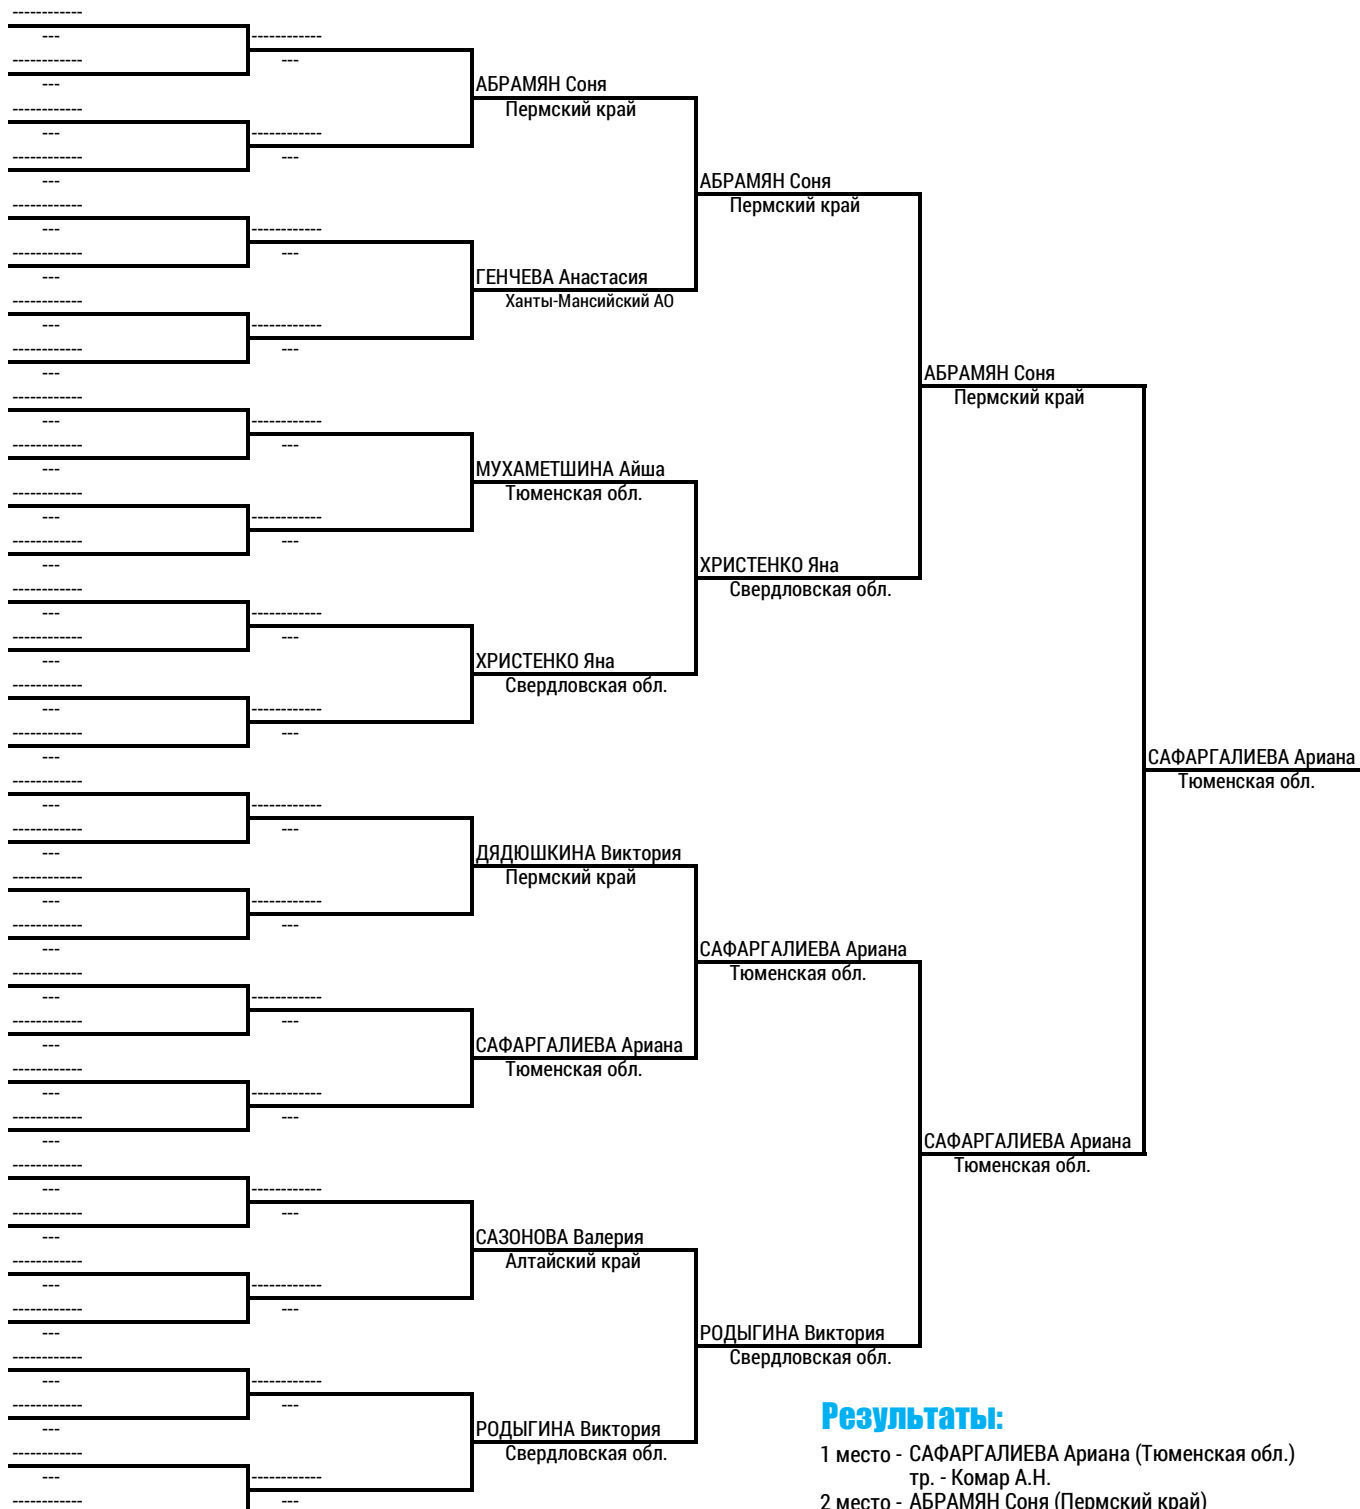 ------------
---
------------
------------
---
---
АБРАМЯН Соня
------------
Пермский край
---
------------
------------
---
---
АБРАМЯН Соня
------------
Пермский край
---
------------
------------
---
---
ГЕНЧЕВА Анастасия
------------
Ханты-Мансийский АО
---
------------
------------
---
---
АБРАМЯН Соня
------------
Пермский край
---
------------
------------
---
---
МУХАМЕТШИНА Айша
------------
Тюменская обл.
---
------------
------------
---
---
ХРИСТЕНКО Яна
------------
Свердловская обл.
---
------------
------------
---
---
ХРИСТЕНКО Яна
------------
Свердловская обл.
---
------------
------------
---
---
САФАРГАЛИЕВА Ариана
------------
Тюменская обл.
---
------------
------------
---
---
ДЯДЮШКИНА Виктория
------------
Пермский край
---
------------
------------
---
---
САФАРГАЛИЕВА Ариана
------------
Тюменская обл.
---
------------
------------
---
---
САФАРГАЛИЕВА Ариана
------------
Тюменская обл.
---
------------
------------
---
---
САФАРГАЛИЕВА Ариана
------------
Тюменская обл.
---
------------
------------
---
---
САЗОНОВА Валерия
------------
Алтайский край
---
------------
------------
---
---
РОДЫГИНА Виктория
------------
Свердловская обл.
---
------------
------------
---
---
РОДЫГИНА Виктория
------------
Свердловская обл.
---
------------
------------
---
Результаты:
1 место - САФАРГАЛИЕВА Ариана (Тюменская обл.)
тр. - Комар А.Н.
2 место - АБРАМЯН Соня (Пермский край)